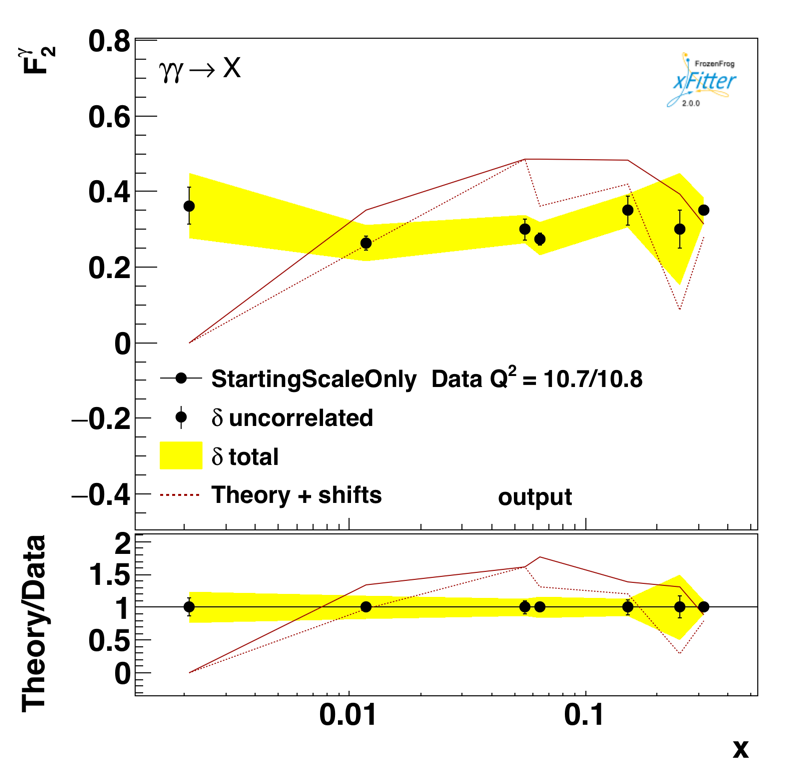 F₂^γ
0.8
γγ → X
FrozenFrog
xFitter
2.0.0
0.6
0.4
0.2
0
StartingScaleOnly Data Q² = 10.7/10.8
−0.2
δ uncorrelated
δ total
−0.4
Theory + shifts output
Theory/Data
2
1.5
1
0.5
0
0.01 0.1
x